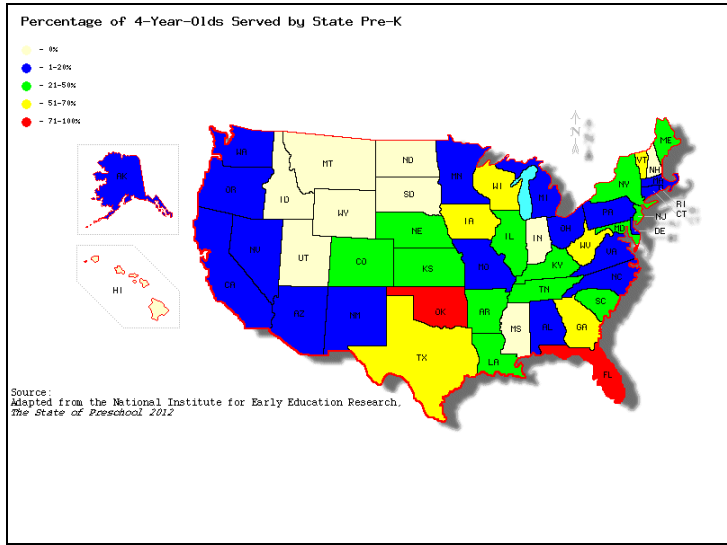 Percentage of 4-Year-Olds Served by State Pre-K
- 0%
- 1-20%
- 21-50%
- 51-70%
- 71-100%
N
N
AK
HI
WA
OR
CA
NV
ID
MT
WY
UT
AZ
NM
CO
ND
SD
NE
KS
OK
TX
MN
IA
MO
AR
LA
WI
IL
MI
IN
OH
KY
TN
MS
AL
GA
FL
SC
NC
VA
WV
PA
NY
VT
NH
ME
RI
CT
NJ
DE
MD
Source:
Adapted from the National Institute for Early Education Research,
The State of Preschool 2012